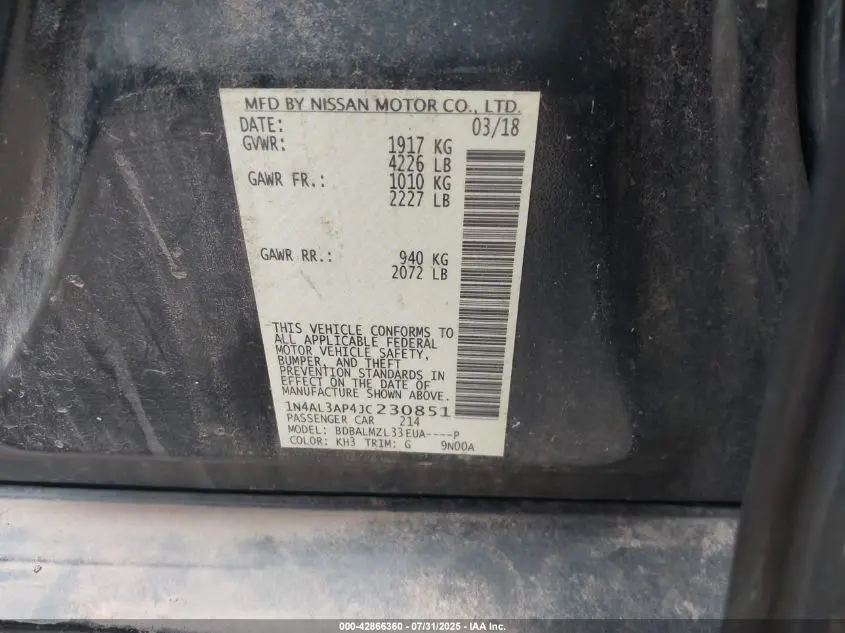 MFD BY NISSAN MOTOR CO., LTD.
DATE: 03/18
GVWR: 1917 KG
4226 LB
GAWR FR.: 1010 KG
2227 LB
GAWR RR.: 940 KG
2072 LB
THIS VEHICLE CONFORMS TO
ALL APPLICABLE FEDERAL
MOTOR VEHICLE SAFETY,
BUMPER, AND THEFT
PREVENTION STANDARDS IN
EFFECT ON THE DATE OF
MANUFACTURE SHOWN ABOVE.
1N4AL3AP4JC230851
PASSENGER CAR 214
MODEL: BDBALMZL33EUA----P
COLOR: KH3 TRIM: G 9N00A
000-42866360 - 07/31/2025 - IAA Inc.